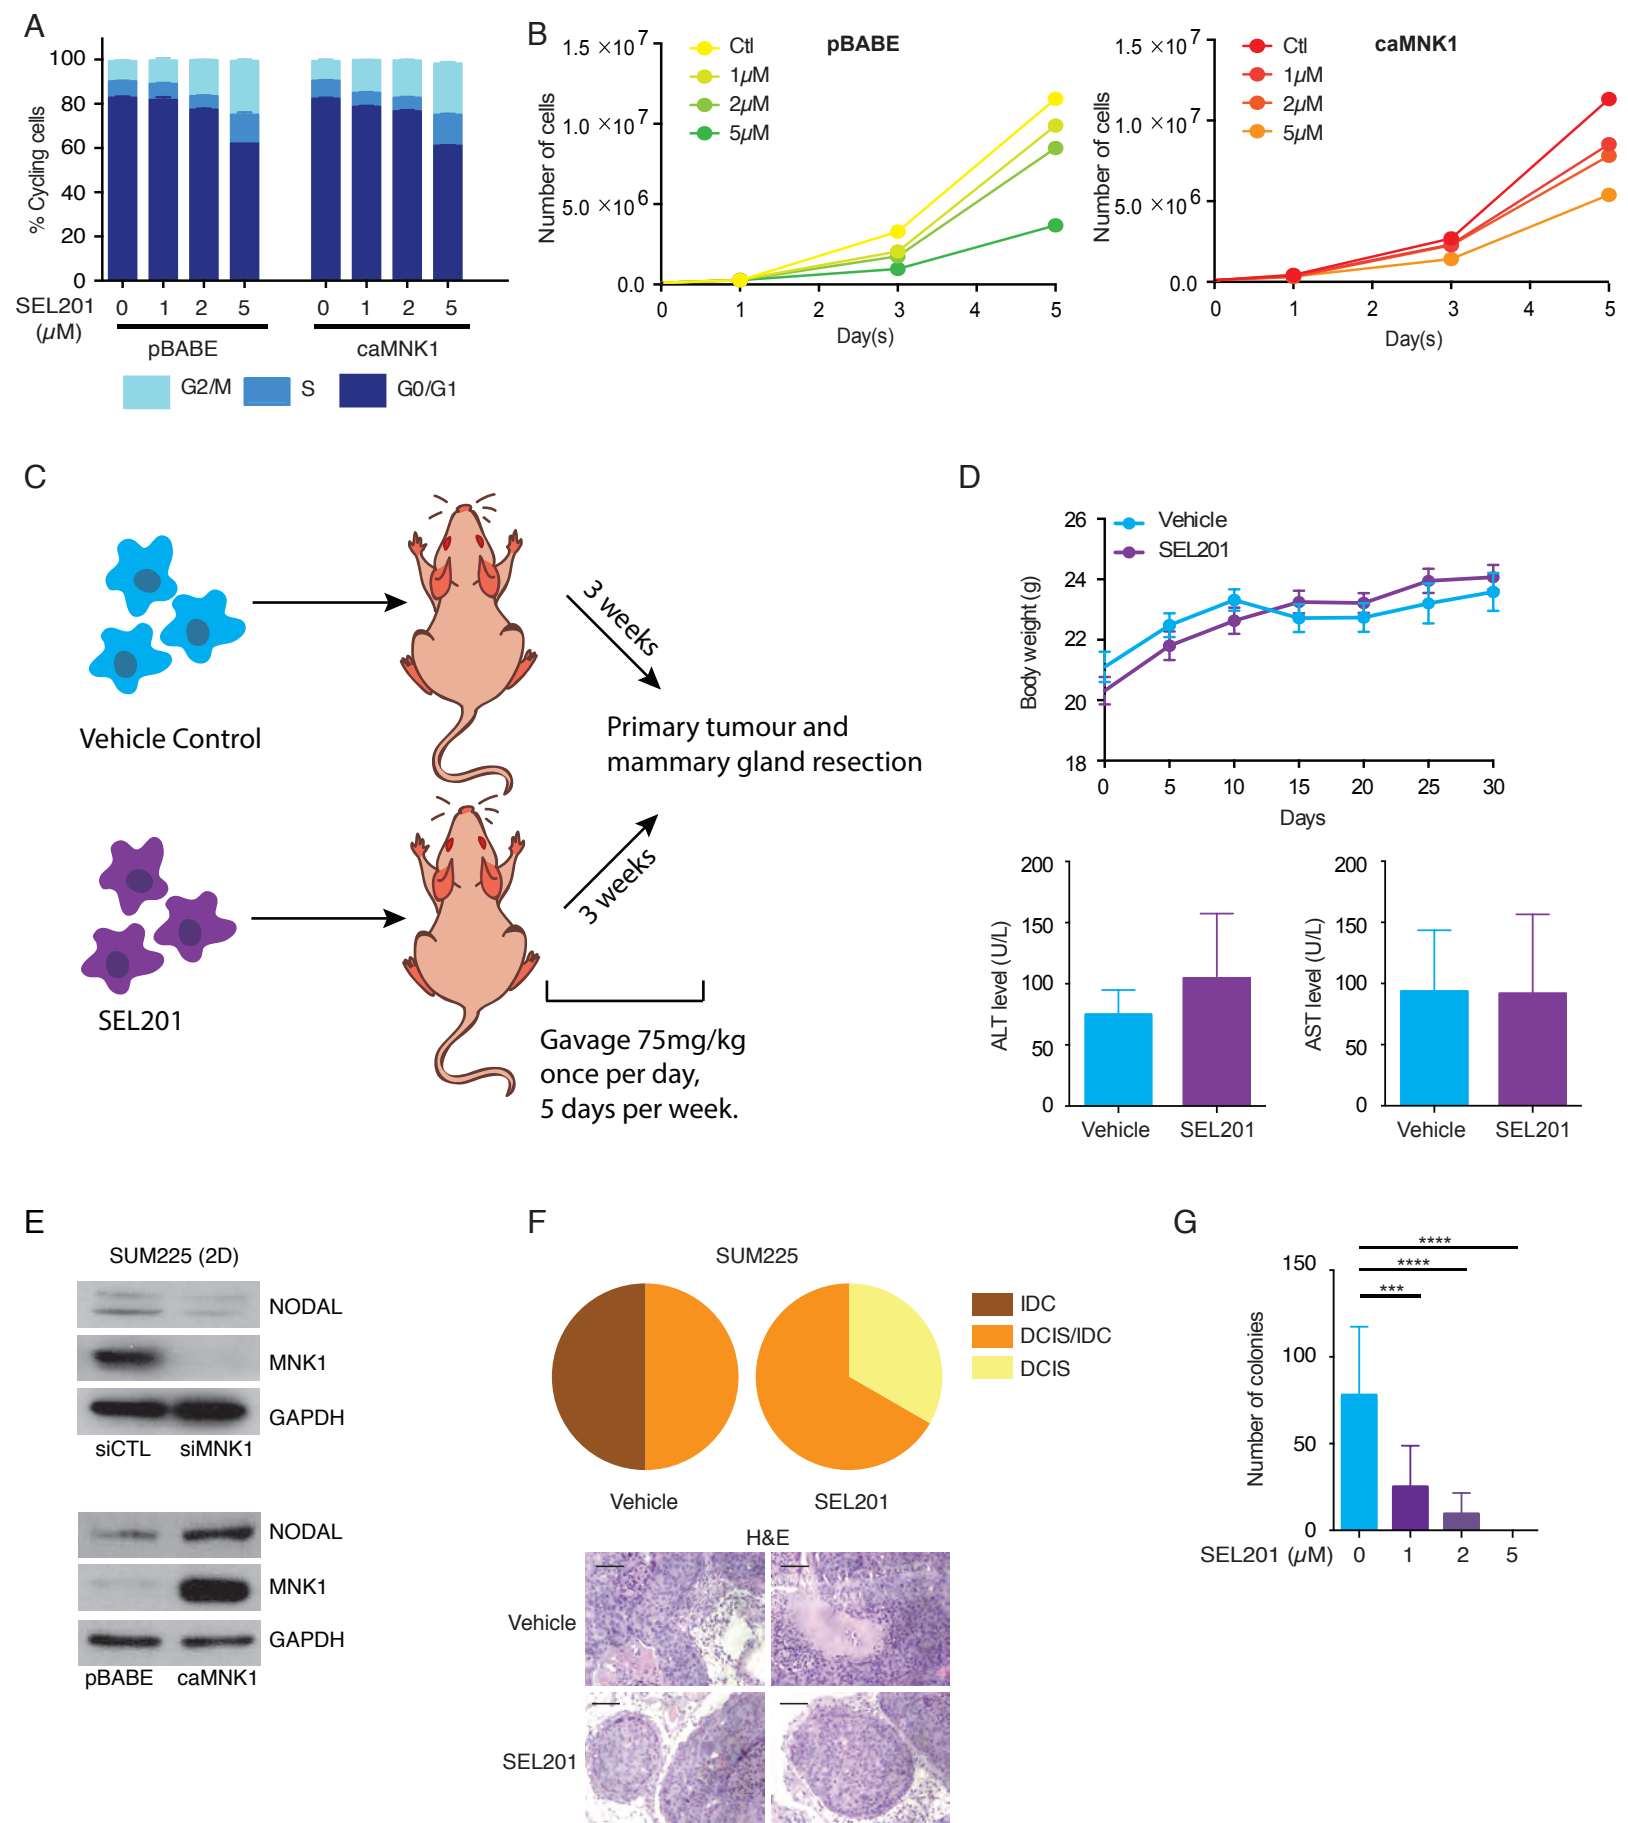 A
% Cycling cells
100
80
60
40
20
0
SEL201
(µM)
0 1 2 5 0 1 2 5
pBABE caMNK1
G2/M S G0/G1
B
pBABE
Number of cells
1.5 ×10⁷
1.0 ×10⁷
5.0 ×10⁶
0.0
Ctl
1µM
2µM
5µM
0 1 2 3 4 5
Day(s)
caMNK1
Number of cells
1.5 ×10⁷
1.0 ×10⁷
5.0 ×10⁶
0.0
Ctl
1µM
2µM
5µM
0 1 2 3 4 5
Day(s)
C
Vehicle Control
SEL201
3 weeks
Primary tumour and
mammary gland resection
3 weeks
Gavage 75mg/kg
once per day,
5 days per week.
D
Vehicle
SEL201
Body weight (g)
26
24
22
20
18
0 5 10 15 20 25 30
Days
ALT level (U/L)
200
150
100
50
0
Vehicle SEL201
AST level (U/L)
200
150
100
50
0
Vehicle SEL201
E
SUM225 (2D)
NODAL
MNK1
GAPDH
siCTL siMNK1
NODAL
MNK1
GAPDH
pBABE caMNK1
F
SUM225
IDC
DCIS/IDC
DCIS
Vehicle SEL201
H&E
Vehicle
SEL201
G
****
****
***
Number of colonies
150
100
50
0
SEL201 (µM) 0 1 2 5